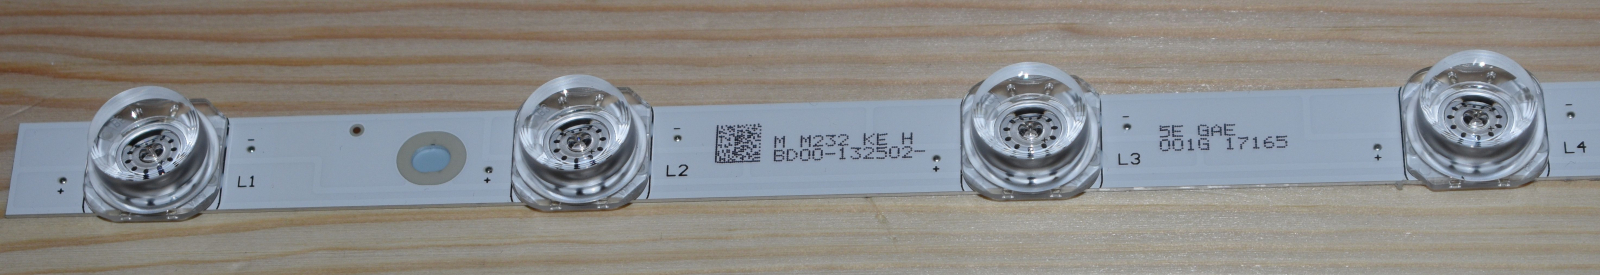 L1
L2
M M232 KE H
BD00-132502-
L3
5E GAE
001G 17165
L4